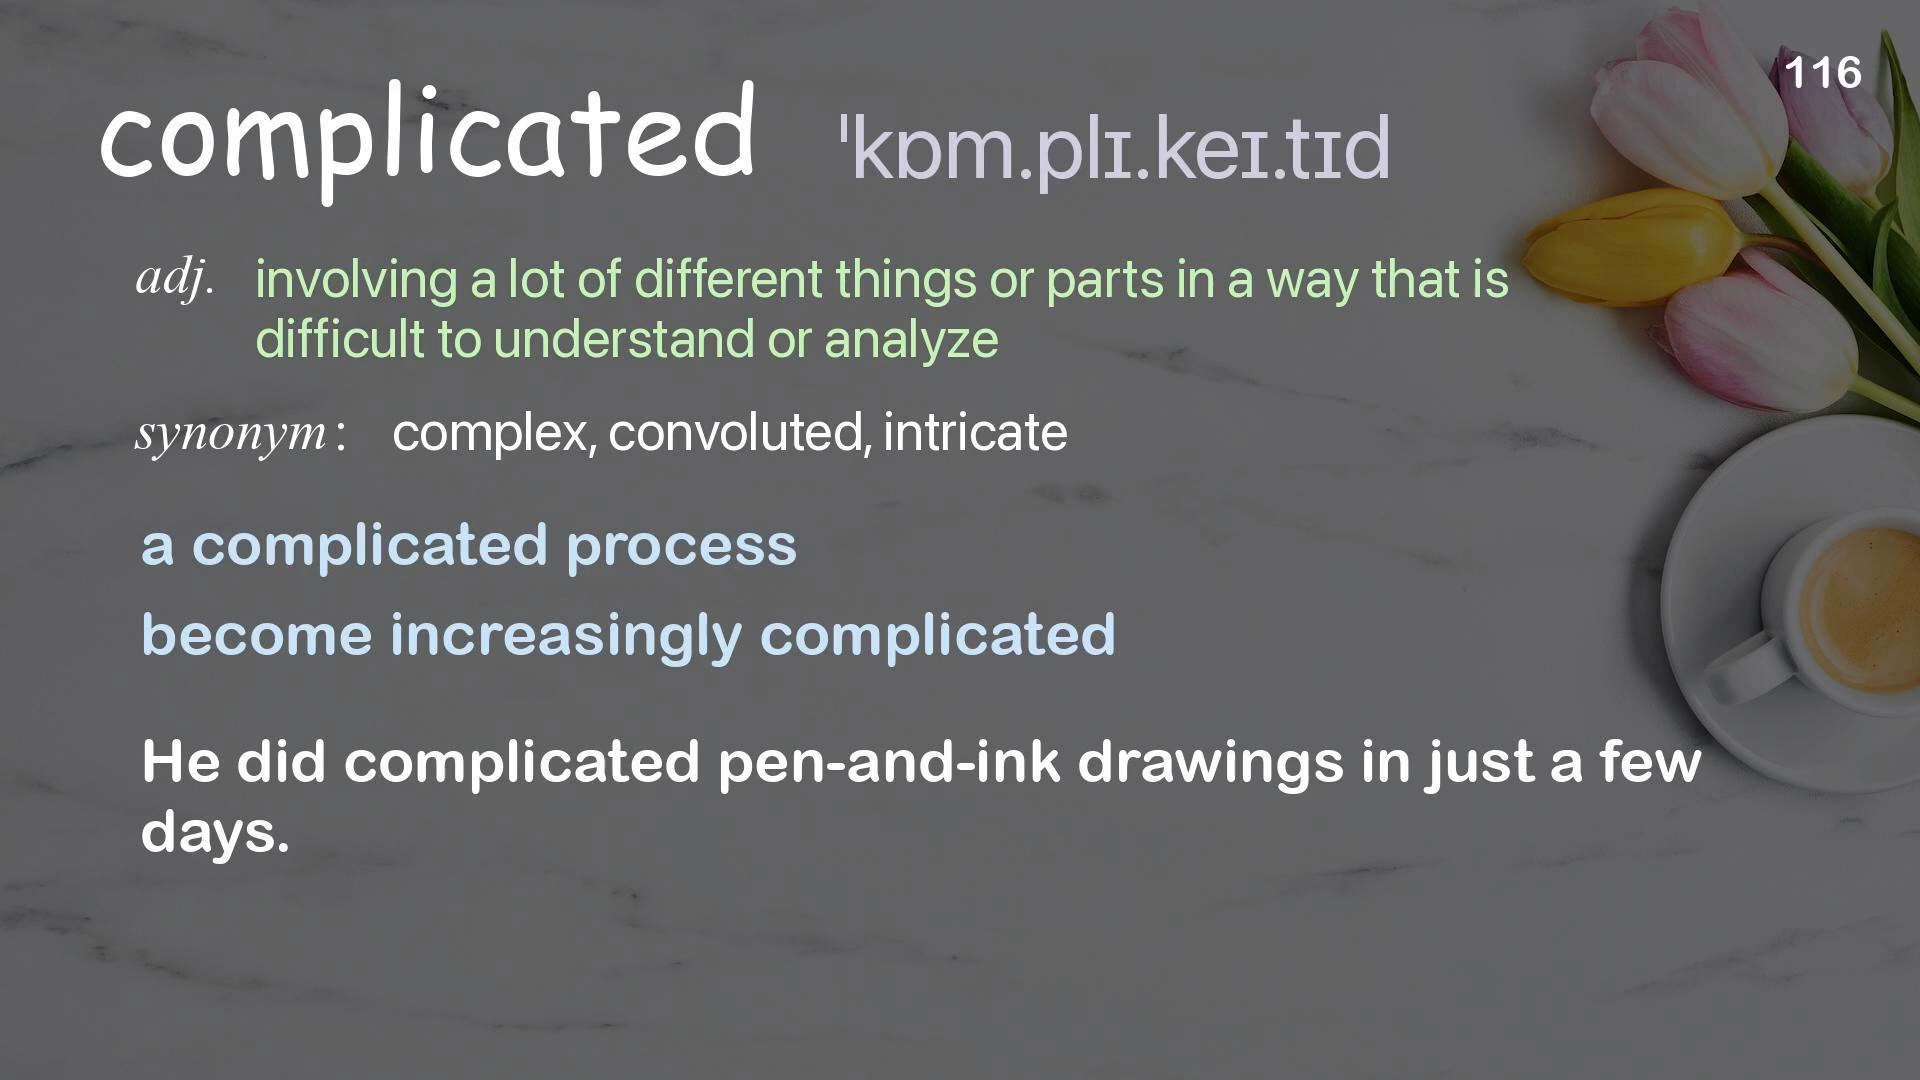 116
complicated ˈkɒm.plɪ.keɪ.tɪd
adj. involving a lot of different things or parts in a way that is
difficult to understand or analyze
synonym: complex, convoluted, intricate
a complicated process
become increasingly complicated
He did complicated pen-and-ink drawings in just a few
days.